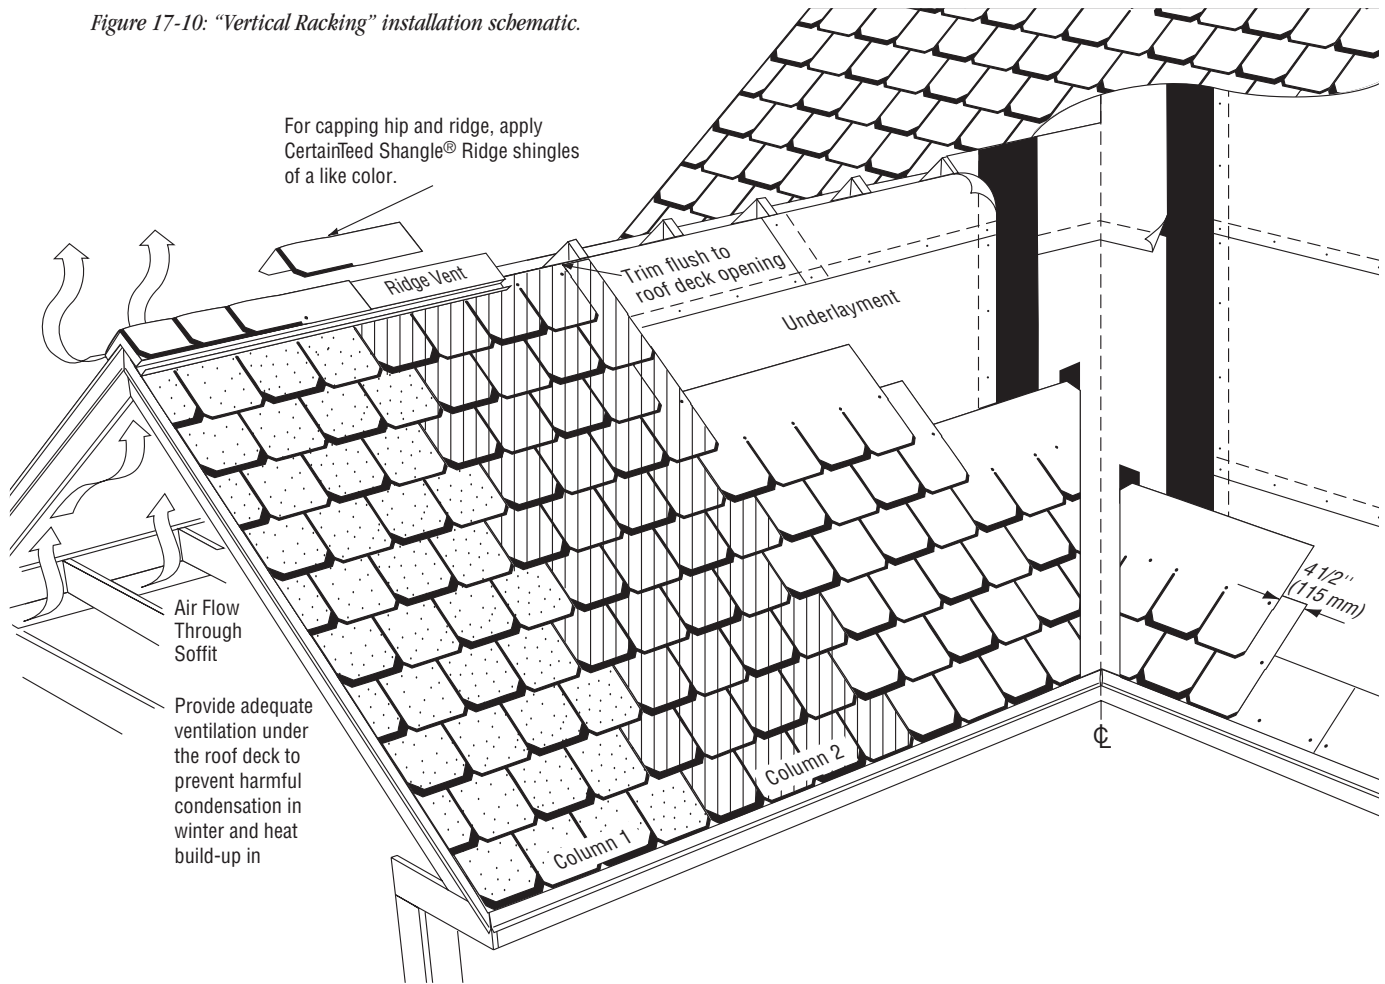 Figure 17-10: “Vertical Racking” installation schematic.
For capping hip and ridge, apply
CertainTeed Shangle® Ridge shingles
of a like color.
Ridge Vent
Trim flush to
roof deck opening
Underlayment
4 1/2''
(115 mm)
Air Flow
Through
Soffit
Provide adequate
ventilation under
the roof deck to
prevent harmful
condensation in
winter and heat
build-up in
Column 1
Column 2
℄